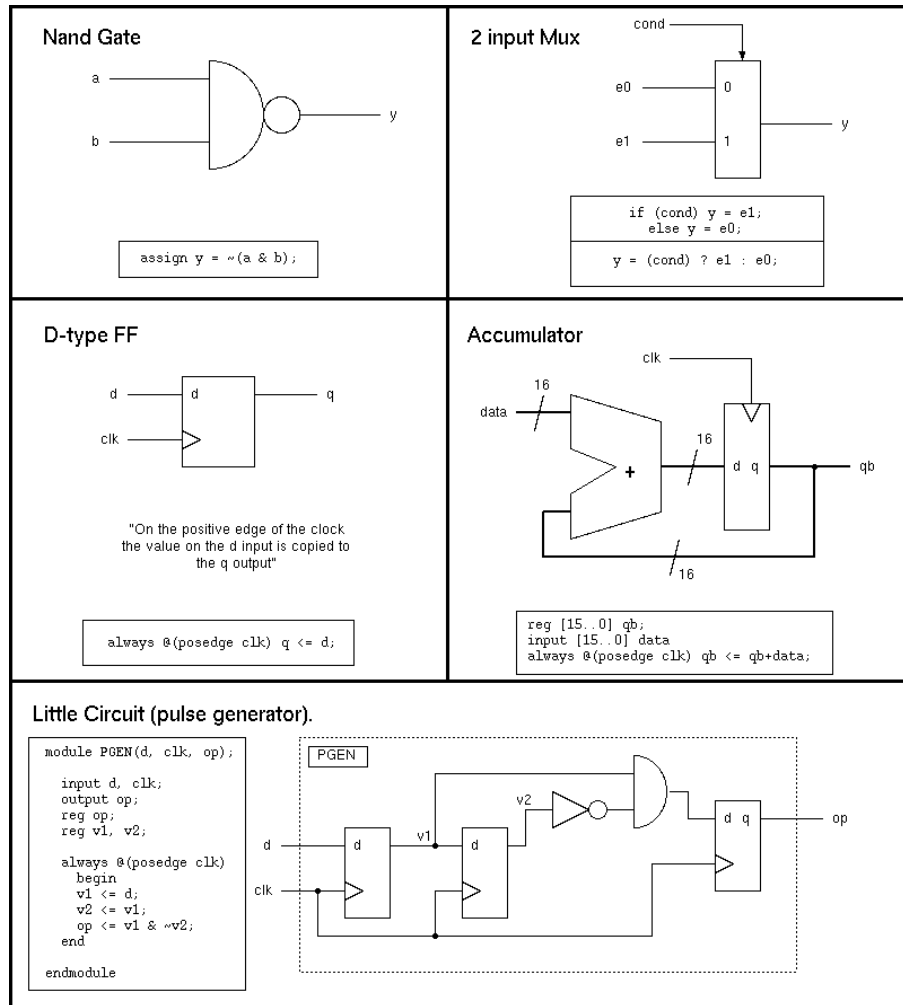 Nand Gate
a
b
y
assign y = ~(a & b);
2 input Mux
cond
e0
0
e1
1
y
if (cond) y = e1;
else y = e0;
y = (cond) ? e1 : e0;
D-type FF
d
d
q
clk
"On the positive edge of the clock
the value on the d input is copied to
the q output"
always @(posedge clk) q <= d;
Accumulator
clk
16
data
16
+
d q
qb
16
reg [15..0] qb;
input [15..0] data
always @(posedge clk) qb <= qb+data;
Little Circuit (pulse generator).
module PGEN(d, clk, op);
input d, clk;
output op;
reg op;
reg v1, v2;
always @(posedge clk)
begin
v1 <= d;
v2 <= v1;
op <= v1 & ~v2;
end
endmodule
PGEN
v2
d q
op
d
d
v1
d
clk